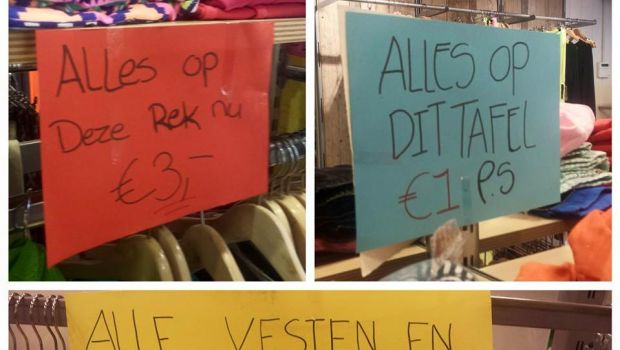 ALLes op
Deze Rek nu
€3,-
ALLES OP
DIT TAFEL
€1 P.S
ALLE VESTEN EN